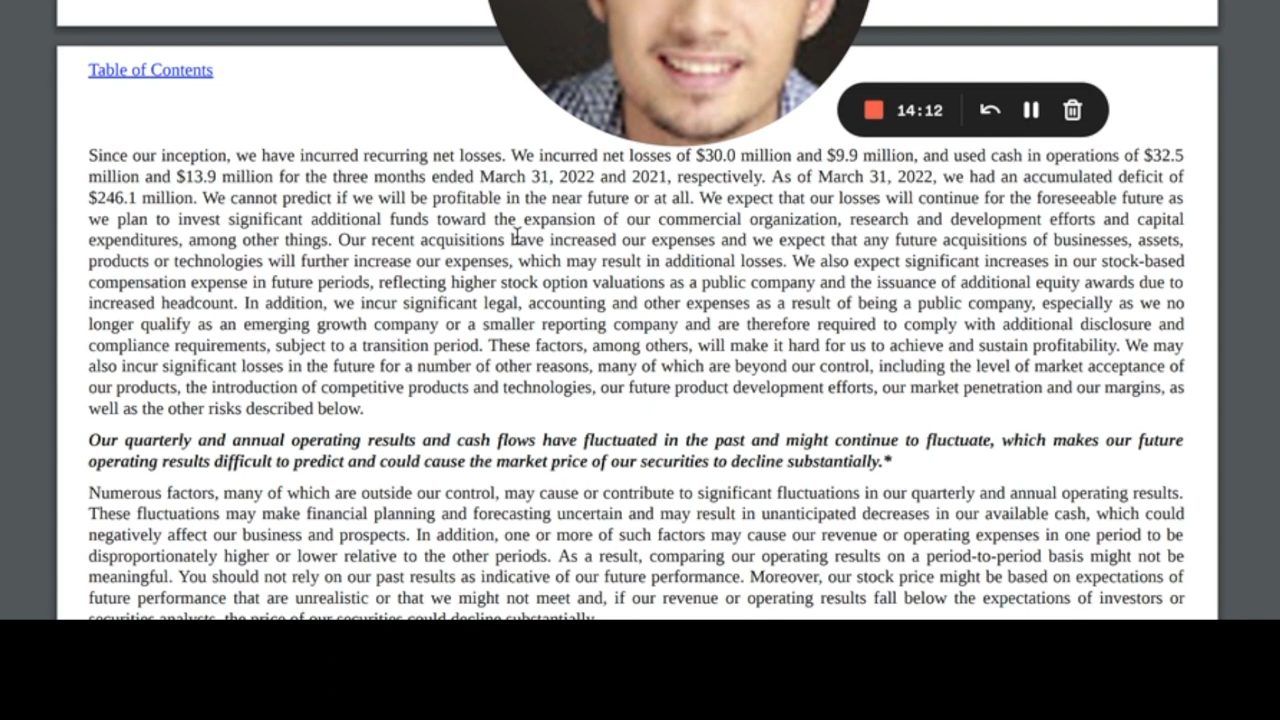 Table of Contents
14:12
Since our inception, we have incurred recurring net losses. We incurred net losses of $30.0 million and $9.9 million, and used cash in operations of $32.5
million and $13.9 million for the three months ended March 31, 2022 and 2021, respectively. As of March 31, 2022, we had an accumulated deficit of
$246.1 million. We cannot predict if we will be profitable in the near future or at all. We expect that our losses will continue for the foreseeable future as
we plan to invest significant additional funds toward the expansion of our commercial organization, research and development efforts and capital
expenditures, among other things. Our recent acquisitions have increased our expenses and we expect that any future acquisitions of businesses, assets,
products or technologies will further increase our expenses, which may result in additional losses. We also expect significant increases in our stock-based
compensation expense in future periods, reflecting higher stock option valuations as a public company and the issuance of additional equity awards due to
increased headcount. In addition, we incur significant legal, accounting and other expenses as a result of being a public company, especially as we no
longer qualify as an emerging growth company or a smaller reporting company and are therefore required to comply with additional disclosure and
compliance requirements, subject to a transition period. These factors, among others, will make it hard for us to achieve and sustain profitability. We may
also incur significant losses in the future for a number of other reasons, many of which are beyond our control, including the level of market acceptance of
our products, the introduction of competitive products and technologies, our future product development efforts, our market penetration and our margins, as
well as the other risks described below.
Our quarterly and annual operating results and cash flows have fluctuated in the past and might continue to fluctuate, which makes our future
operating results difficult to predict and could cause the market price of our securities to decline substantially.*
Numerous factors, many of which are outside our control, may cause or contribute to significant fluctuations in our quarterly and annual operating results.
These fluctuations may make financial planning and forecasting uncertain and may result in unanticipated decreases in our available cash, which could
negatively affect our business and prospects. In addition, one or more of such factors may cause our revenue or operating expenses in one period to be
disproportionately higher or lower relative to the other periods. As a result, comparing our operating results on a period-to-period basis might not be
meaningful. You should not rely on our past results as indicative of our future performance. Moreover, our stock price might be based on expectations of
future performance that are unrealistic or that we might not meet and, if our revenue or operating results fall below the expectations of investors or
securities analysts, the price of our securities could decline substantially.